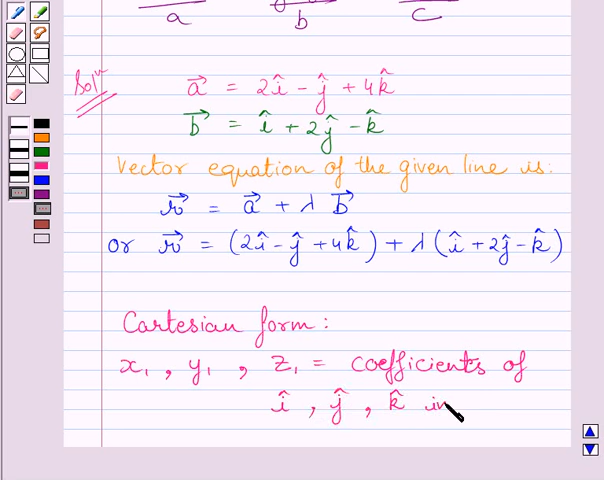 a b c
Solⁿ
a⃗ = 2î - ĵ + 4k̂
b⃗ = î + 2ĵ - k̂
Vector equation of the given line is:
r⃗ = a⃗ + λ b⃗
or r⃗ = (2î - ĵ + 4k̂) + λ (î + 2ĵ - k̂)
Cartesian form:
x₁ , y₁ , z₁ = coefficients of
î , ĵ , k̂ in